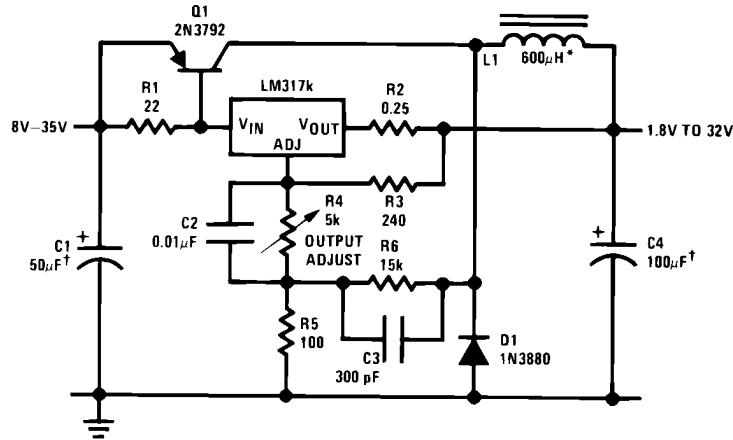 Q1
2N3792
L1
600μH*
R1
22
LM317k
R2
0.25
8V–35V
VIN
VOUT
ADJ
1.8V TO 32V
R4
5k
R3
240
C2
0.01μF
OUTPUT
ADJUST
R6
15k
+
C1
50μF†
+
C4
100μF†
R5
100
C3
300 pF
D1
1N3880